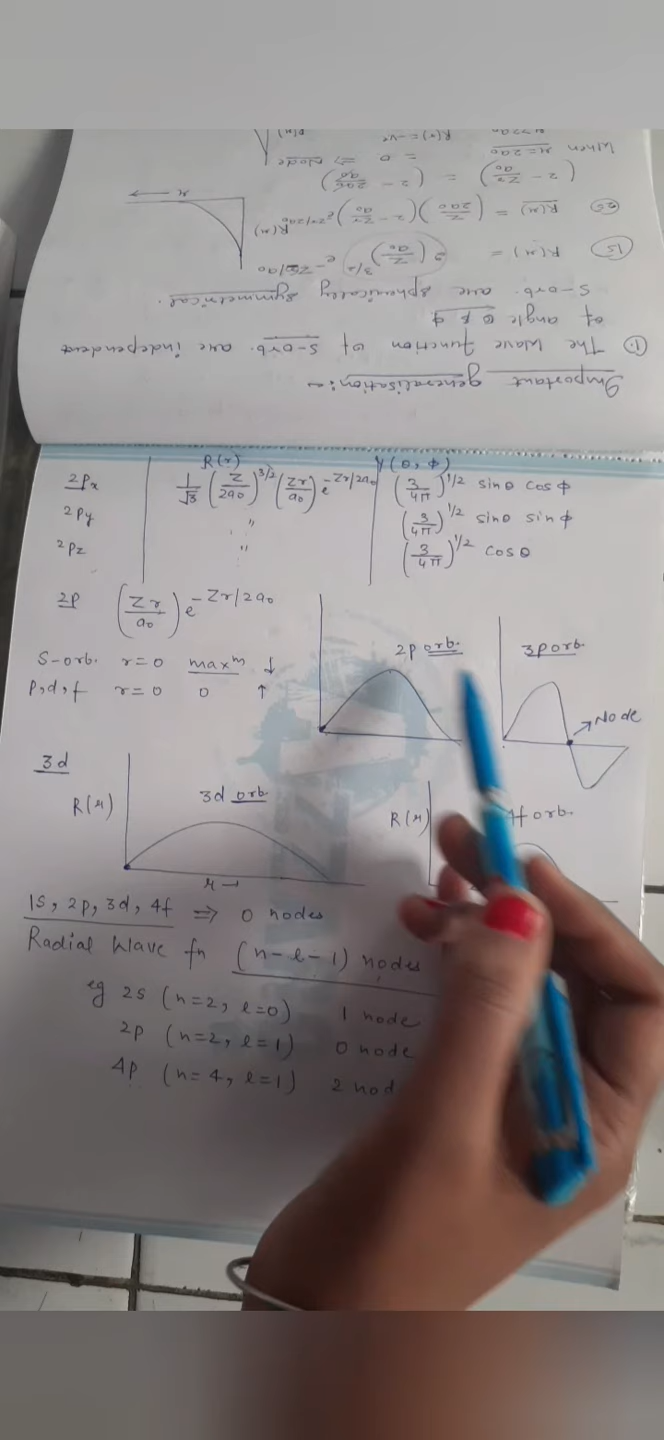 Important generalisation:-
① The wave function of s-orb. are independent
of angle θ & ϕ
s-orb. are spherically symmetrical.
1S R(r) = 2 (Z/a₀)^3/2 e^-Zr/a₀
2S R(r) = (Z/2a₀)(2 - Zr/a₀) e^-Zr/2a₀
R(r)
r
(2 - Zr/a₀) = (2 - 2a₀/a₀)
When r = 2a₀ = 0 ⇒ Node
R(r) = -ve
R(r) Y(θ, ϕ)
2Px 1/√3 (Z/2a₀)^3/2 (Zr/a₀) e^-Zr/2a₀ (3/4π)^1/2 sinθ cosϕ
2Py " (3/4π)^1/2 sinθ sinϕ
2Pz " (3/4π)^1/2 cosθ
2P (Zr/a₀) e^-Zr/2a₀
2p orb. 3p orb.
S-orb. r=0 max^m ↓
P,d,f r=0 0 ↑
→ Node
3d
R(r) 3d orb. R(r) 4f orb.
r→
1S, 2p, 3d, 4f ⇒ 0 nodes
Radial Wave fn (n-l-1) nodes
eg 2s (n=2, l=0) 1 node
2p (n=2, l=1) 0 node
4p (n=4, l=1) 2 nod